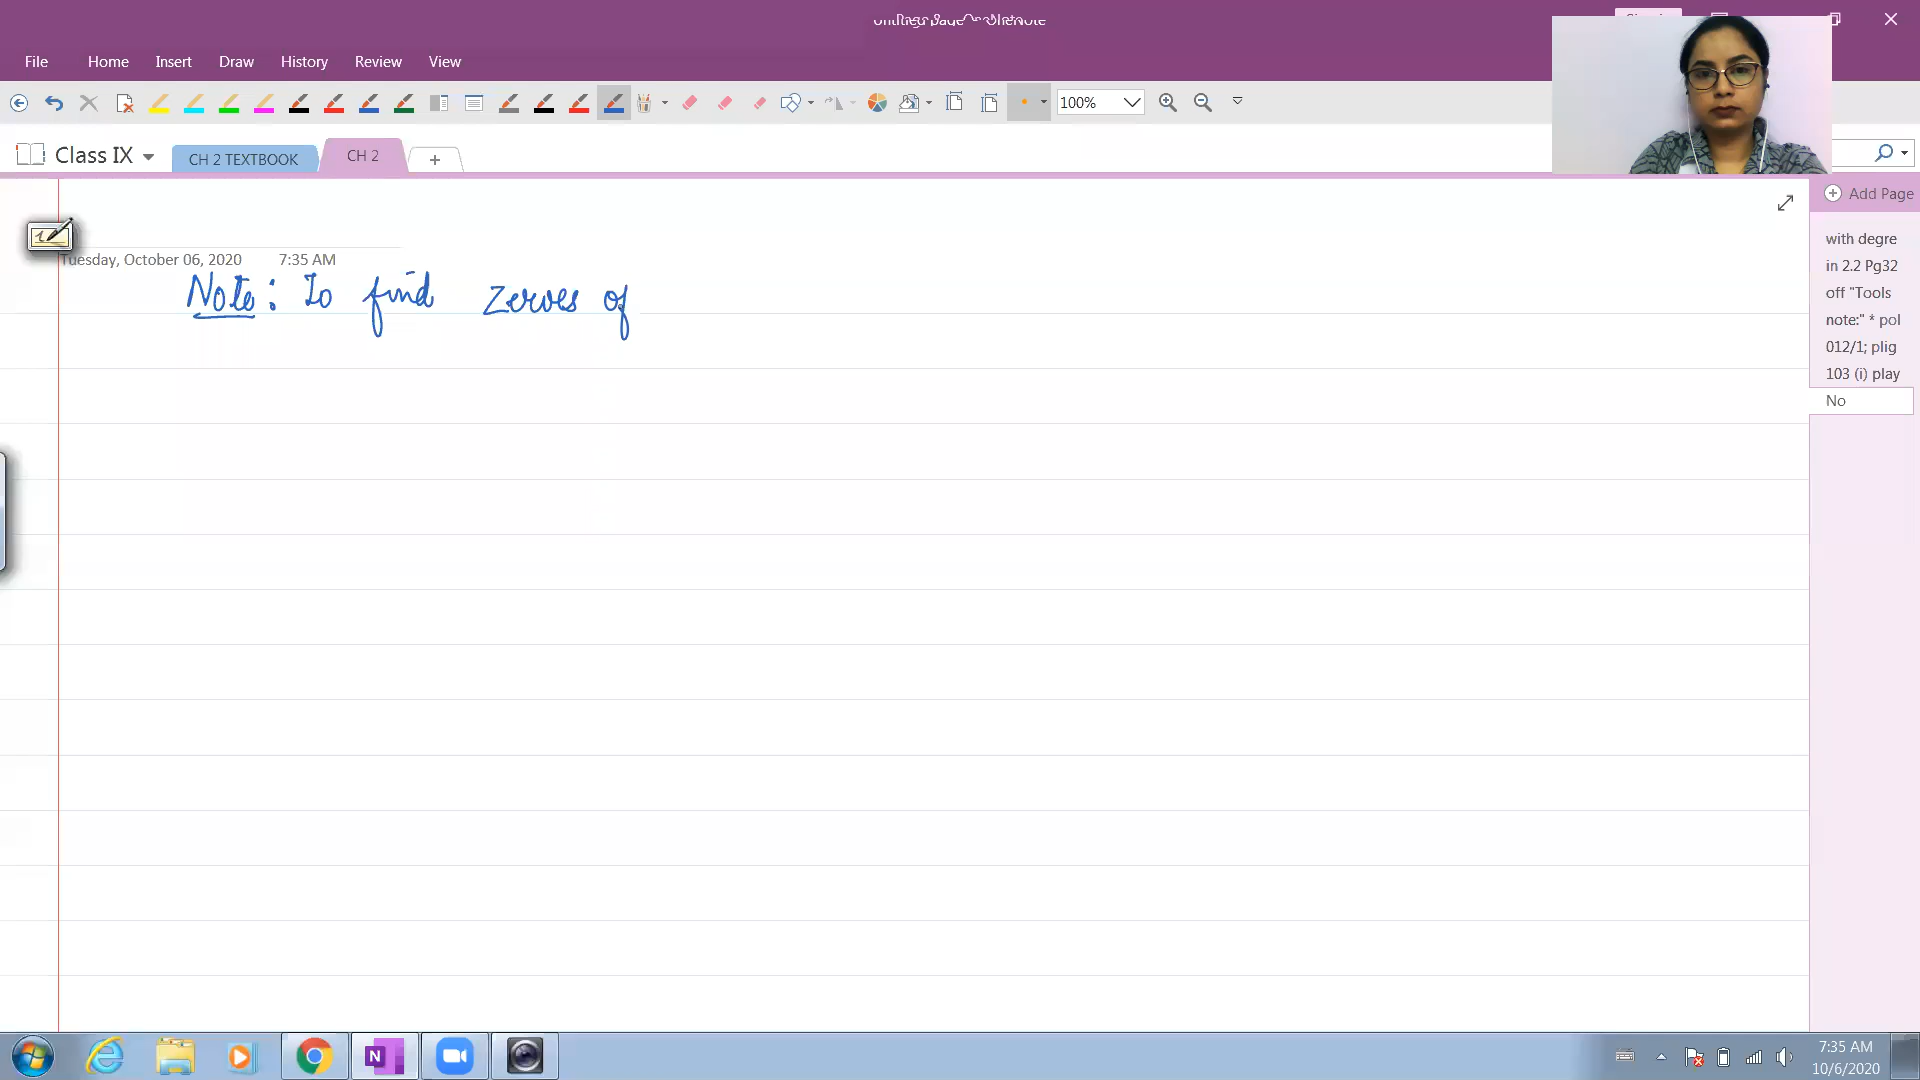 File Home Insert Draw History Review View
100%
Class IX CH 2 TEXTBOOK CH 2
Add Page
Tuesday, October 06, 2020 7:35 AM
Note: To find zeroes of
with degre
in 2.2 Pg32
off "Tools
note:" * pol
012/1; plig
103 (i) play
No
7:35 AM
10/6/2020